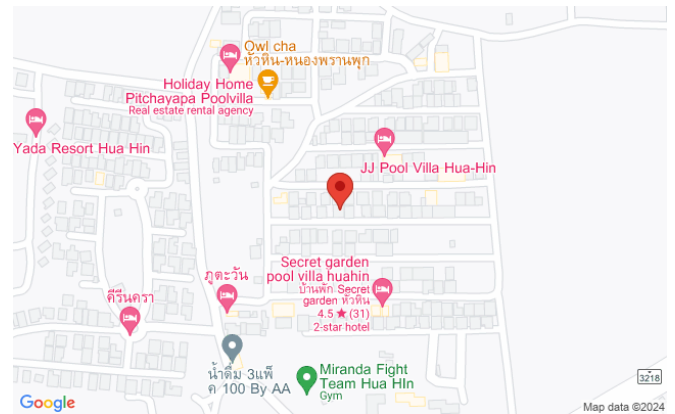 Owl cha
หัวหิน-หนองพรานพุก
Holiday Home
Pitchayapa Poolvilla
Real estate rental agency
Yada Resort Hua Hin
JJ Pool Villa Hua-Hin
Secret garden
pool villa huahin
บ้านพัก Secret
garden หัวหิน
4.5 ★ (31)
2-star hotel
ภูตะวัน
คีรีนครา
น้ำดื่ม 3แพ็
ค 100 By AA
Miranda Fight
Team Hua HIn
Gym
3218
Google
Map data ©2024